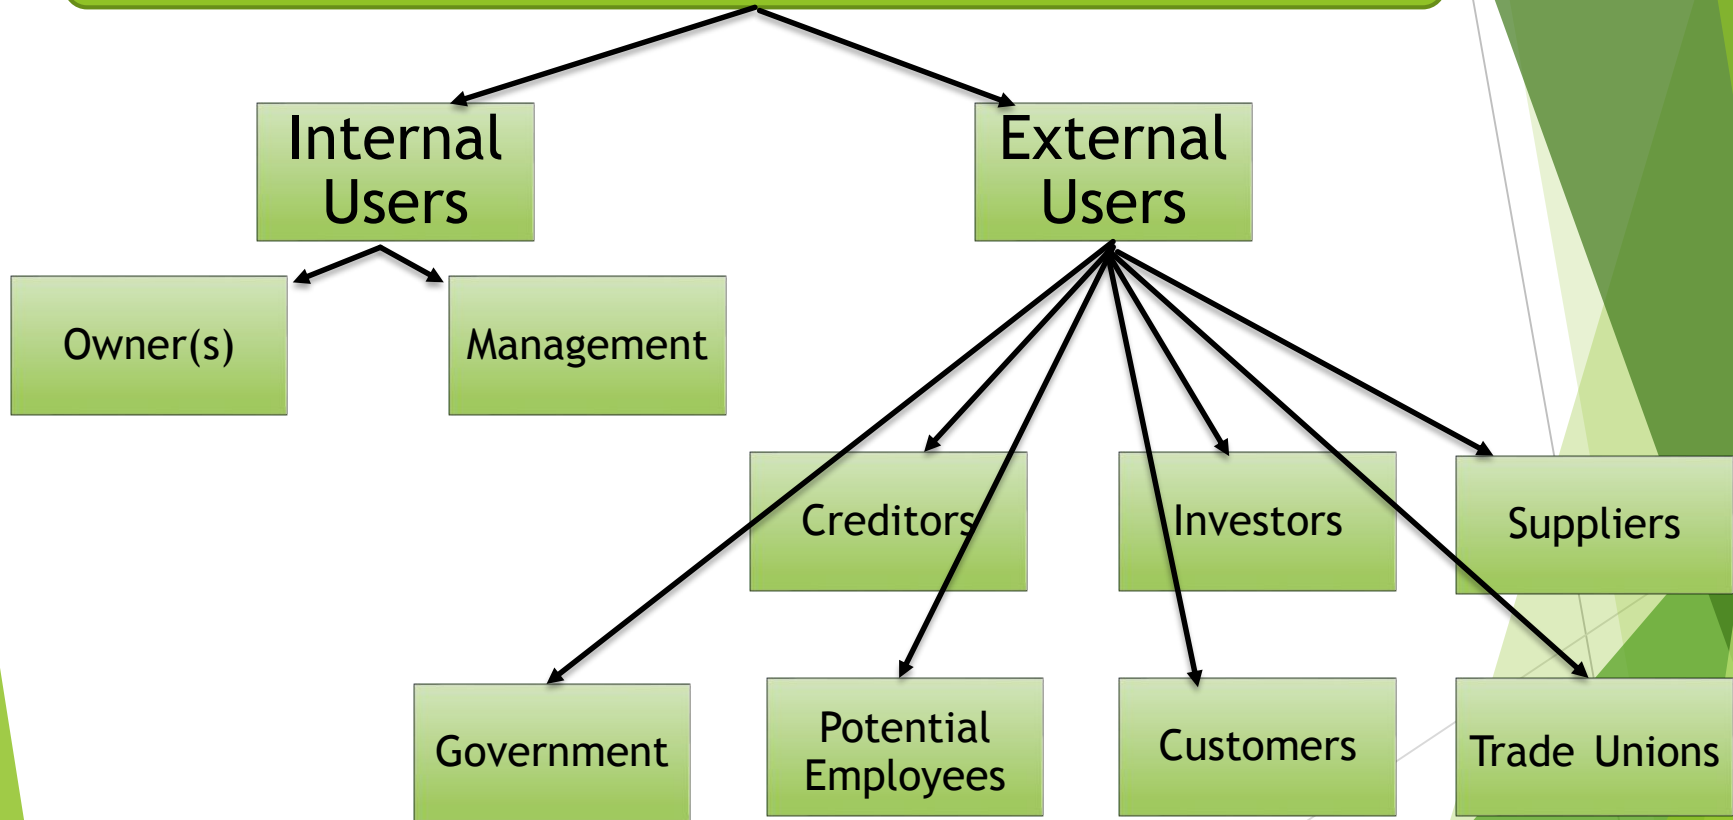 Internal
Users
External
Users
Owner(s)
Management
Creditors
Investors
Suppliers
Government
Potential
Employees
Customers
Trade Unions